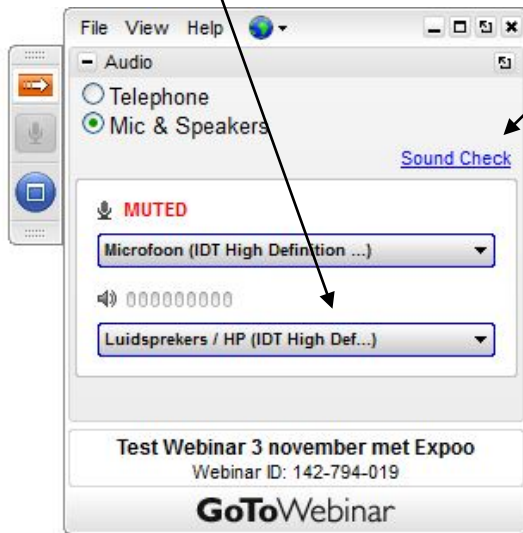 File View Help
Audio
Telephone
Mic & Speakers
Sound Check
MUTED
Microfoon (IDT High Definition ...)
000000000
Luidsprekers / HP (IDT High Def...)
Test Webinar 3 november met Expoo
Webinar ID: 142-794-019
GoToWebinar